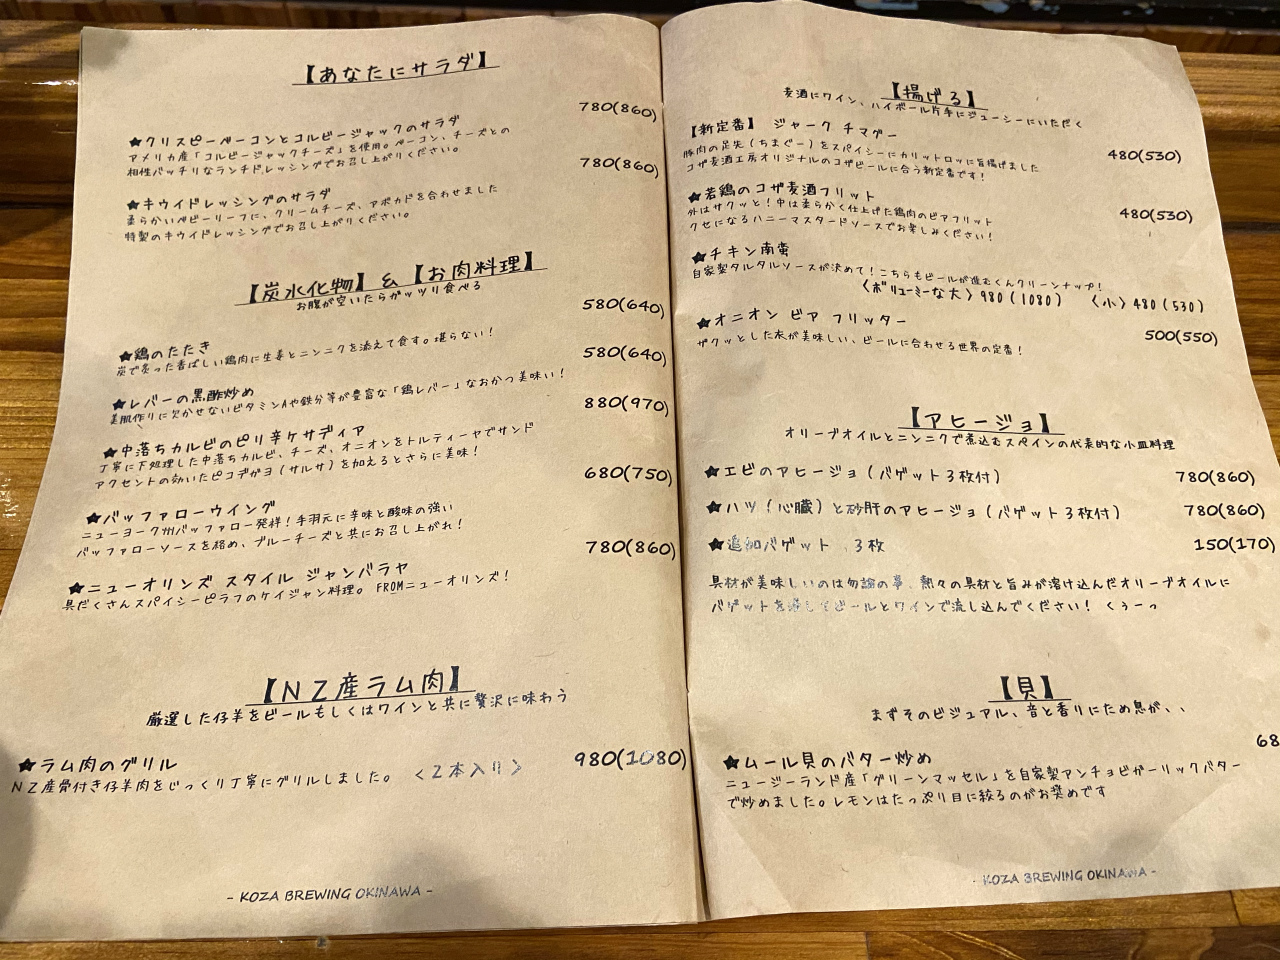 【あなたにサラダ】
780(860)
★クリスピーベーコンとコルビージャックのサラダ
アメリカ産「コルビージャックチーズ」を使用。ベーコン、チーズとの
相性バッチリなランチドレッシングでお召し上がりください。
780(860)
★キウイドレッシングのサラダ
柔らかいベビーリーフに、クリームチーズ、アボカドを合わせました
特製のキウイドレッシングでお召し上がりください。
【炭水化物】&【お肉料理】
お腹が空いたらガッツリ食べる
580(640)
★鶏のたたき
炭で炙った香ばしい鶏肉に生姜とニンニクを添えて食す。堪らない!
580(640)
★レバーの黒酢炒め
美肌作りに欠かせないビタミンAや鉄分等が豊富な「鶏レバー」なおかつ美味い!
880(970)
★中落ちカルビのピリ辛ケサディア
丁寧に下処理した中落ちカルビ、チーズ、オニオンをトルティーヤでサンド
アクセントの効いたピコデガヨ(サルサ)を加えるとさらに美味!
680(750)
★バッファローウイング
ニューヨーク州バッファロー発祥!手羽元に辛味と酸味の強い
バッファローソースを絡め、ブルーチーズと共にお召し上がれ!
780(860)
★ニューオリンズ スタイル ジャンバラヤ
具だくさんスパイシーピラフのケイジャン料理。 FROMニューオリンズ!
【NZ産ラム肉】
厳選した仔羊をビールもしくはワインと共に贅沢に味わう
★ラム肉のグリル 980(1080)
NZ産骨付き仔羊肉をじっくり丁寧にグリルしました。 〈2本入り〉
- KOZA BREWING OKINAWA -
【揚げる】
麦酒にワイン、ハイボール片手にジューシーにいただく
【新定番】 ジャーク チマグー
豚肉の足先(ちまぐー)をスパイシーにカリットロッに旨揚げました 480(530)
コザ麦酒工房オリジナルのコザビールに合う新定番です!
★若鶏のコザ麦酒フリット
外はサクッと!中は柔らかく仕上げた鶏肉のビアフリット 480(530)
クセになるハニーマスタードソースでお楽しみください!
★チキン南蛮
自家製タルタルソースが決めて!こちらもビールが進むくんクリーンナップ!
〈ボリューミーな大〉980(1080) 〈小〉480(530)
★オニオン ビア フリッター
ザクッとした衣が美味しい、ビールに合わせる世界の定番! 500(550)
【アヒージョ】
オリーブオイルとニンニクで煮込むスペインの代表的な小皿料理
★エビのアヒージョ(バゲット3枚付) 780(860)
★ハツ(心臓)と砂肝のアヒージョ(バゲット3枚付) 780(860)
★追加バゲット 3枚 150(170)
具材が美味しいのは勿論の事、熱々の具材と旨みが溶け込んだオリーブオイルに
バゲットを浸してビールとワインで流し込んでください! くぅーっ
【貝】
まずそのビジュアル、音と香りにため息が、、
68
★ムール貝のバター炒め
ニュージーランド産「グリーンマッセル」を自家製アンチョビガーリックバター
で炒めました。レモンはたっぷり目に絞るのがお奨めです
- KOZA BREWING OKINAWA -